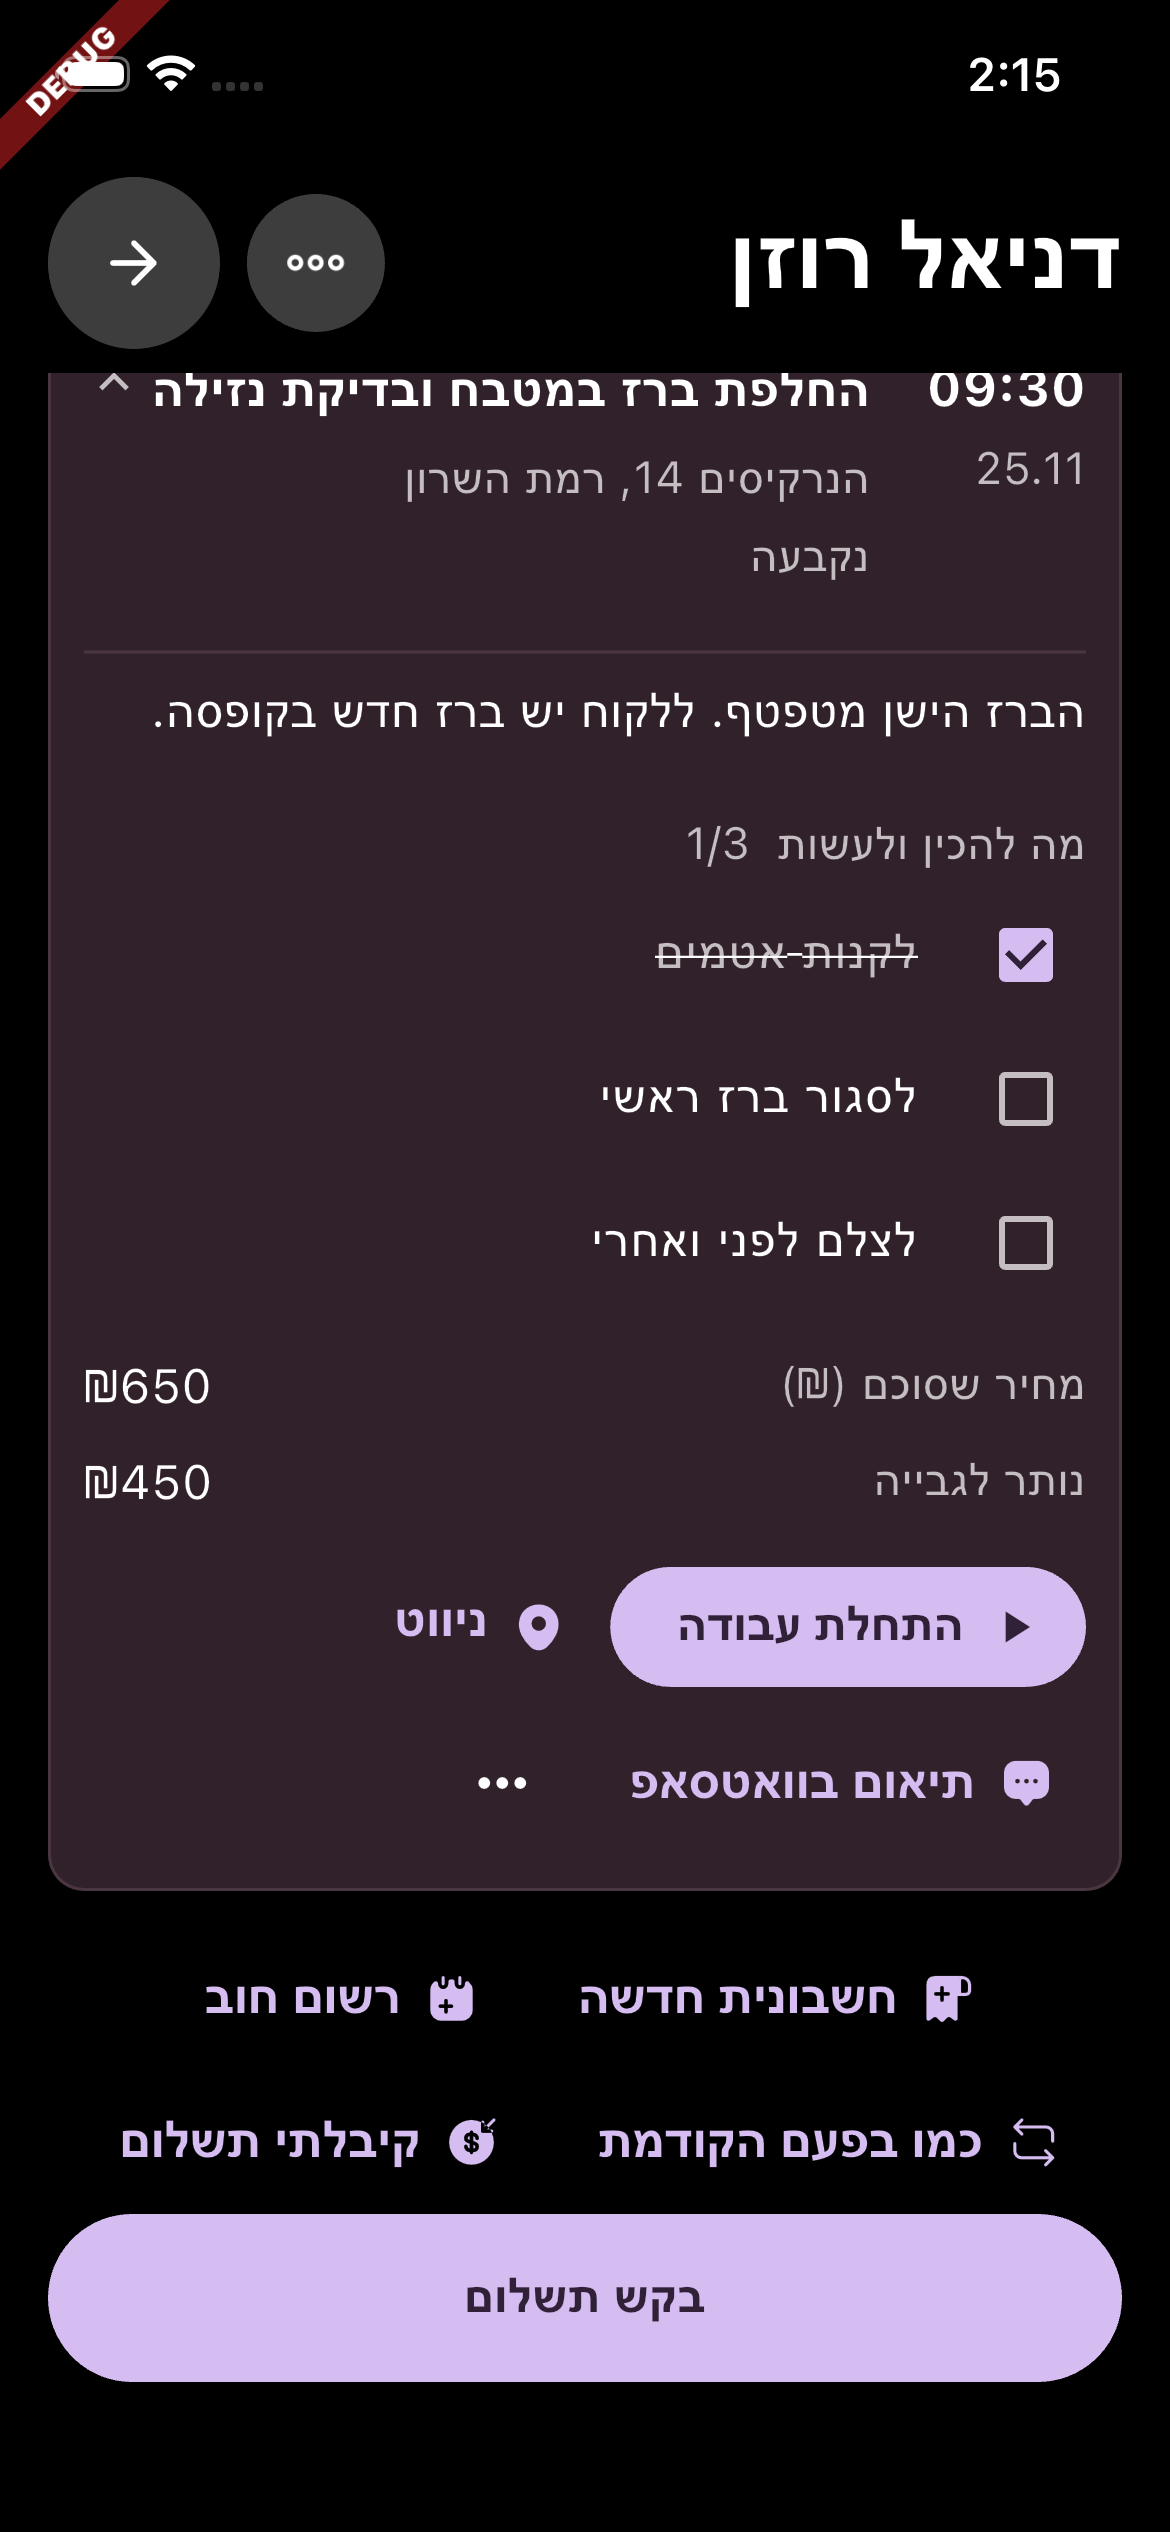 DEBUG
2:15
דניאל רוזן
09:30 החלפת ברז במטבח ובדיקת נזילה
25.11 הנרקיסים 14, רמת השרון
נקבעה
הברז הישן מטפטף. ללקוח יש ברז חדש בקופסה.
מה להכין ולעשות 1/3
לקנות אטמים
לסגור ברז ראשי
לצלם לפני ואחרי
מחיר שסוכם (₪) ₪650
נותר לגבייה ₪450
התחלת עבודה ניווט
תיאום בוואטסאפ
חשבונית חדשה רשום חוב
כמו בפעם הקודמת קיבלתי תשלום
בקש תשלום